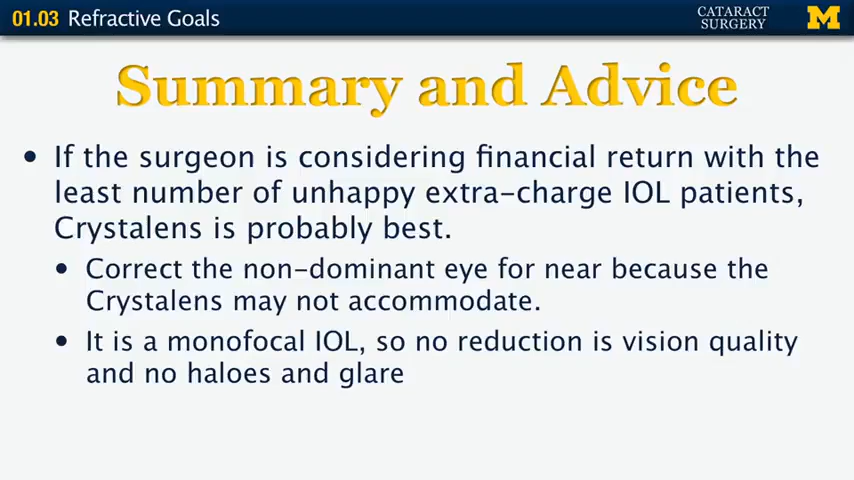 01.03 Refractive Goals
CATARACT
SURGERY
M
Summary and Advice
• If the surgeon is considering financial return with the
least number of unhappy extra-charge IOL patients,
Crystalens is probably best.
• Correct the non-dominant eye for near because the
Crystalens may not accommodate.
• It is a monofocal IOL, so no reduction is vision quality
and no haloes and glare